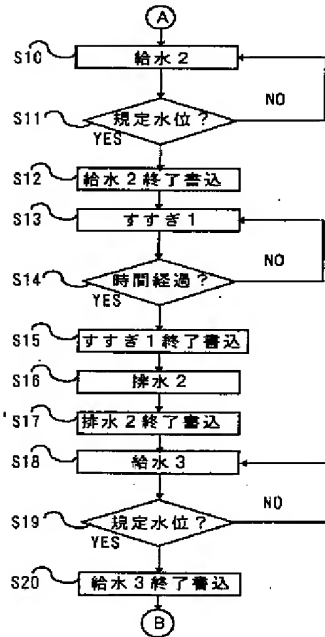 A
S10 給水2
NO
S11 規定水位?
YES
S12 給水2終了書込
S13 すすぎ1
NO
S14 時間経過?
YES
S15 すすぎ1終了書込
S16 排水2
S17 排水2終了書込
S18 給水3
NO
S19 規定水位?
YES
S20 給水3終了書込
B